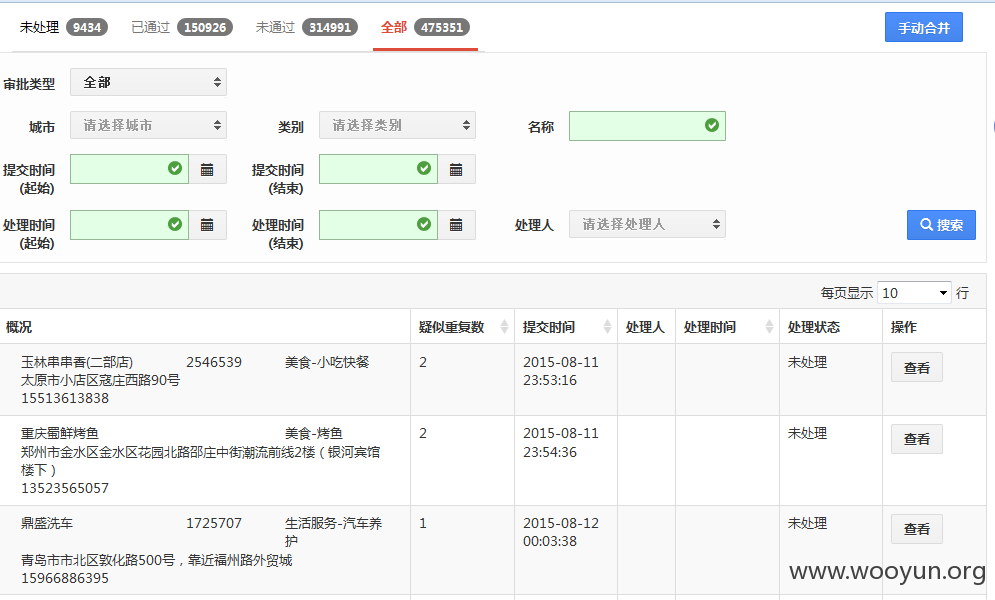 未处理 9434 已通过 150926 未通过 314991 全部 475351 手动合并
审批类型 全部
城市 请选择城市 类别 请选择类别 名称
提交时间 提交时间
(起始) (结束)
处理时间 处理时间 处理人 请选择处理人 搜索
(起始) (结束)
每页显示 10 行
概况 疑似重复数 提交时间 处理人 处理时间 处理状态 操作
玉林串串香(二部店) 2546539 美食-小吃快餐 2 2015-08-11 未处理 查看
太原市小店区寇庄西路90号 23:53:16
15513613838
重庆蜀鲜烤鱼 美食-烤鱼 2 2015-08-11 未处理 查看
郑州市金水区金水区花园北路邵庄中街潮流前线2楼（银河宾馆 23:54:36
楼下）
13523565057
鼎盛洗车 1725707 生活服务-汽车养 1 2015-08-12 未处理 查看
护 00:03:38
青岛市市北区敦化路500号，靠近福州路外贸城
15966886395
www.wooyun.org